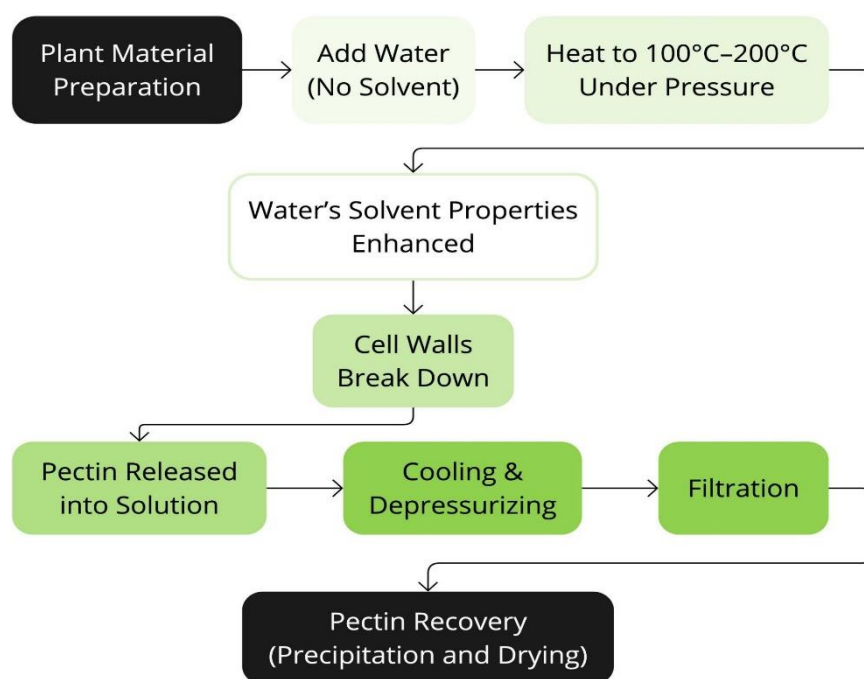 Plant Material
Preparation
Add Water
(No Solvent)
Heat to 100°C–200°C
Under Pressure
Water’s Solvent Properties
Enhanced
Cell Walls
Break Down
Pectin Released
into Solution
Cooling &
Depressurizing
Filtration
Pectin Recovery
(Precipitation and Drying)